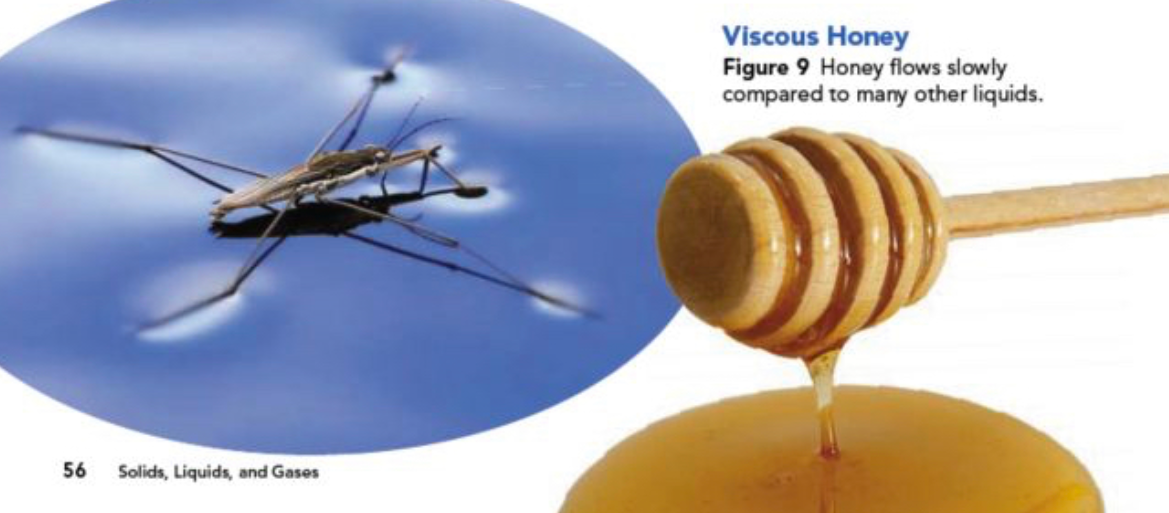 Viscous Honey
Figure 9 Honey flows slowly
compared to many other liquids.
56 Solids, Liquids, and Gases